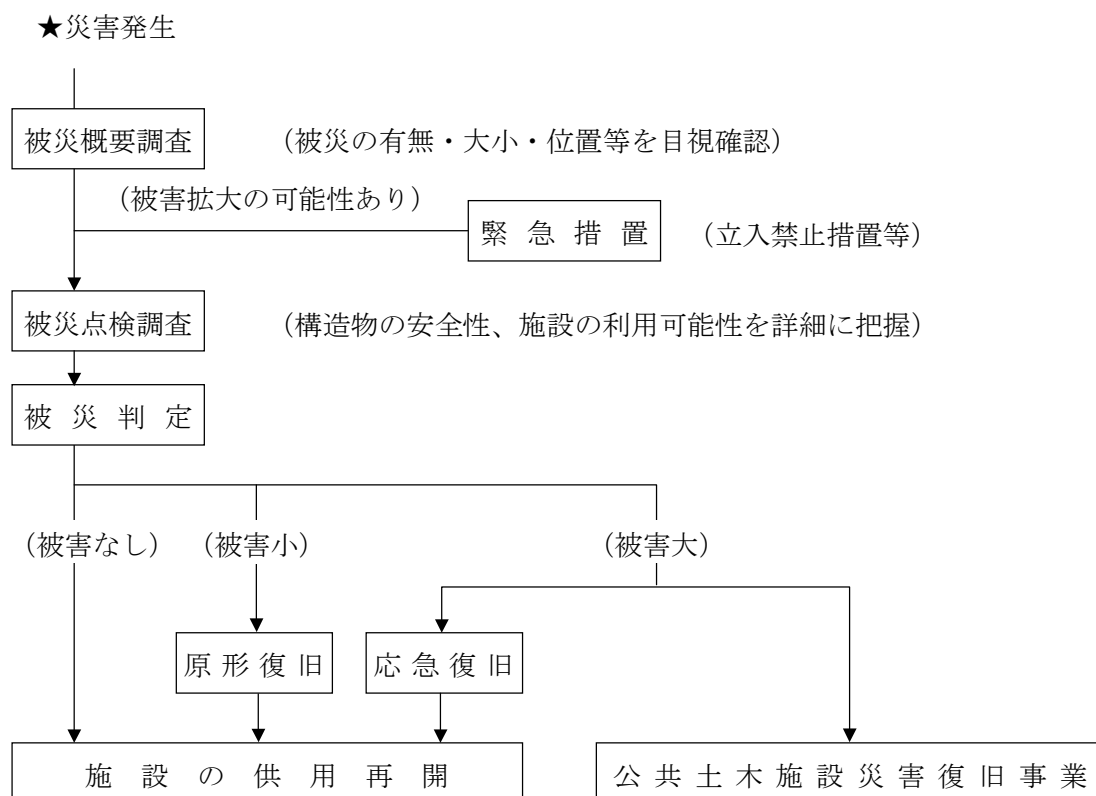 ★災害発生
被災概要調査 (被災の有無・大小・位置等を目視確認)
(被害拡大の可能性あり)
緊急措置 (立入禁止措置等)
被災点検調査 (構造物の安全性、施設の利用可能性を詳細に把握)
被災判定
(被害なし) (被害小) (被害大)
原形復旧 応急復旧
施設の供用再開 公共土木施設災害復旧事業